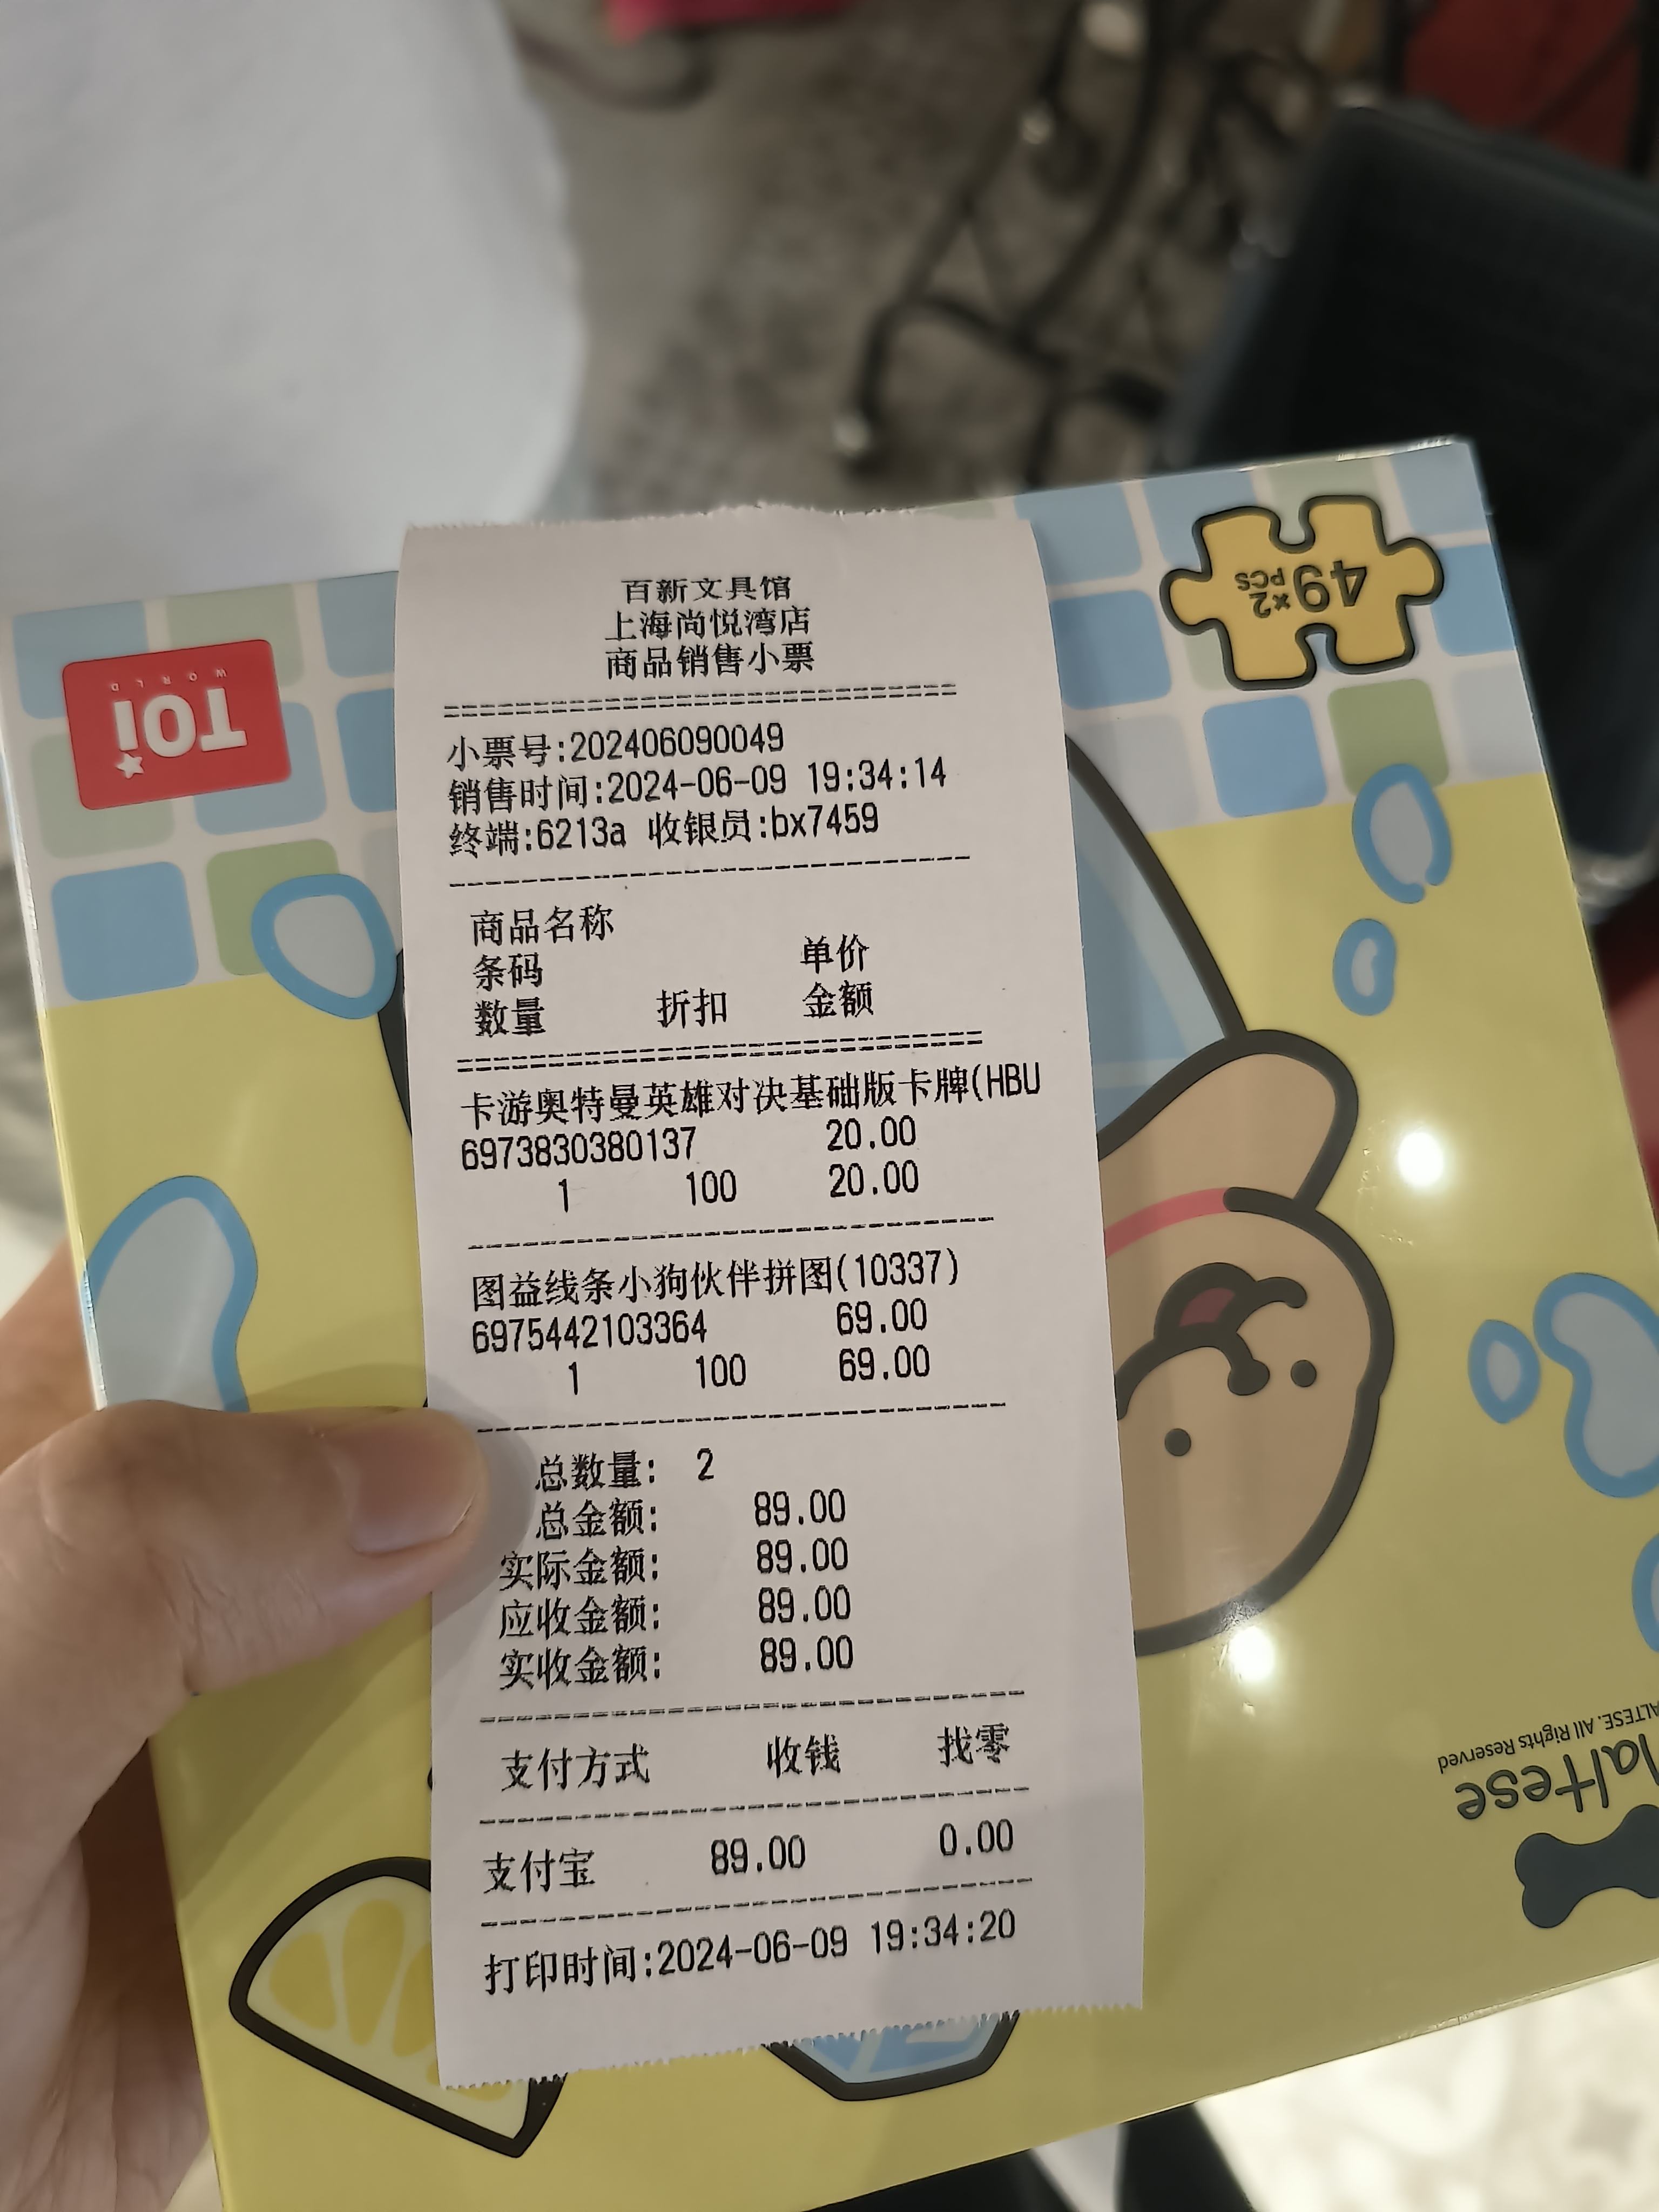 百新文具馆
上海尚悦湾店
商品销售小票
============================
小票号:202406090049
销售时间:2024-06-09 19:34:14
终端:6213a 收银员:bx7459
----------------------------
商品名称
条码 单价
数量 折扣 金额
============================
卡游奥特曼英雄对决基础版卡牌(HBU
6973830380137 20.00
1 100 20.00
----------------------------
图益线条小狗伙伴拼图(10337)
6975442103364 69.00
1 100 69.00
----------------------------
总数量: 2
总金额: 89.00
实际金额: 89.00
应收金额: 89.00
实收金额: 89.00
----------------------------
支付方式 收钱 找零
----------------------------
支付宝 89.00 0.00
----------------------------
打印时间:2024-06-09 19:34:20
TOi
WORLD
49×2
PCS
All Rights Reserved